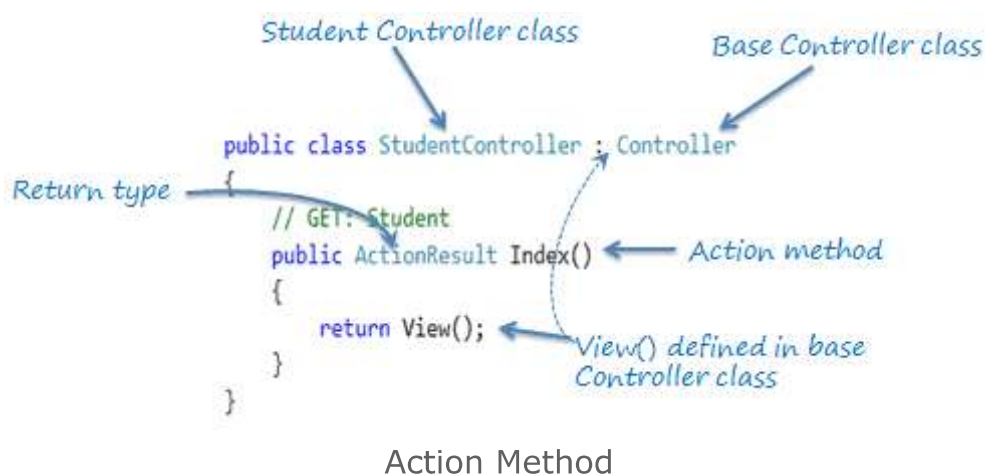 Student Controller class
Base Controller class
public class StudentController : Controller
{
Return type
// GET: Student
public ActionResult Index()
Action method
{
return View();
View() defined in base
Controller class
}
}
Action Method